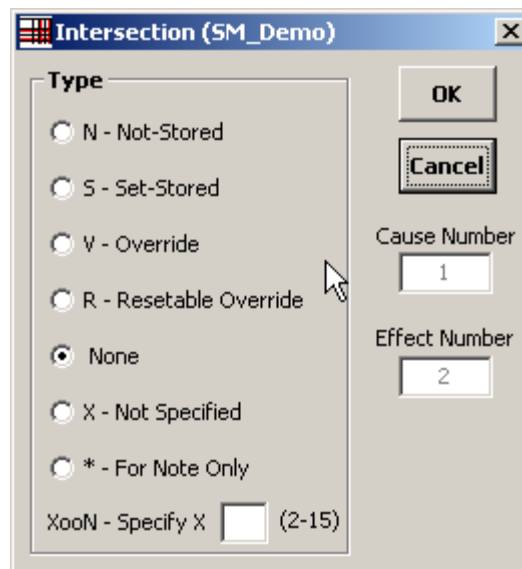 Intersection (SM_Demo)
Type
N - Not-Stored
S - Set-Stored
V - Override
R - Resetable Override
None
X - Not Specified
* - For Note Only
XooN - Specify X (2-15)
OK
Cancel
Cause Number
1
Effect Number
2